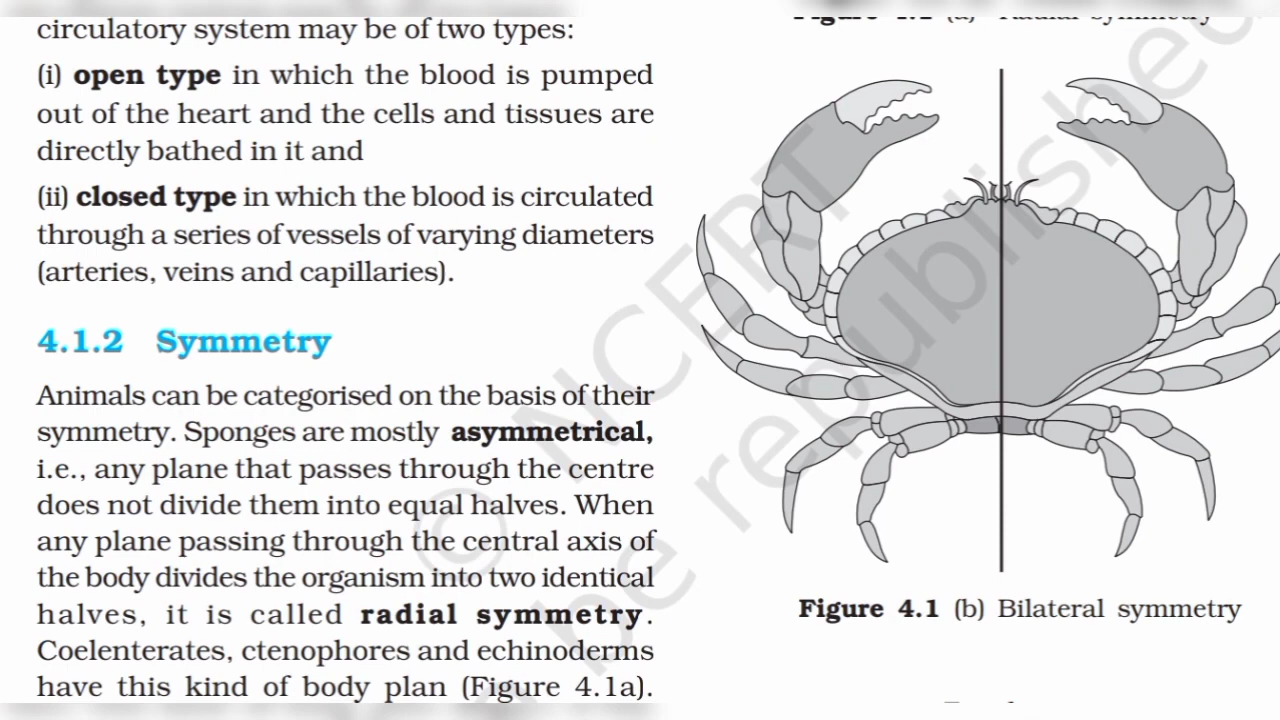 circulatory system may be of two types:
(i) open type in which the blood is pumped
out of the heart and the cells and tissues are
directly bathed in it and
(ii) closed type in which the blood is circulated
through a series of vessels of varying diameters
(arteries, veins and capillaries).
4.1.2 Symmetry
Animals can be categorised on the basis of their
symmetry. Sponges are mostly asymmetrical,
i.e., any plane that passes through the centre
does not divide them into equal halves. When
any plane passing through the central axis of
the body divides the organism into two identical
halves, it is called radial symmetry.
Coelenterates, ctenophores and echinoderms
have this kind of body plan (Figure 4.1a).
Figure 4.1 (b) Bilateral symmetry
© NCERT
be republished